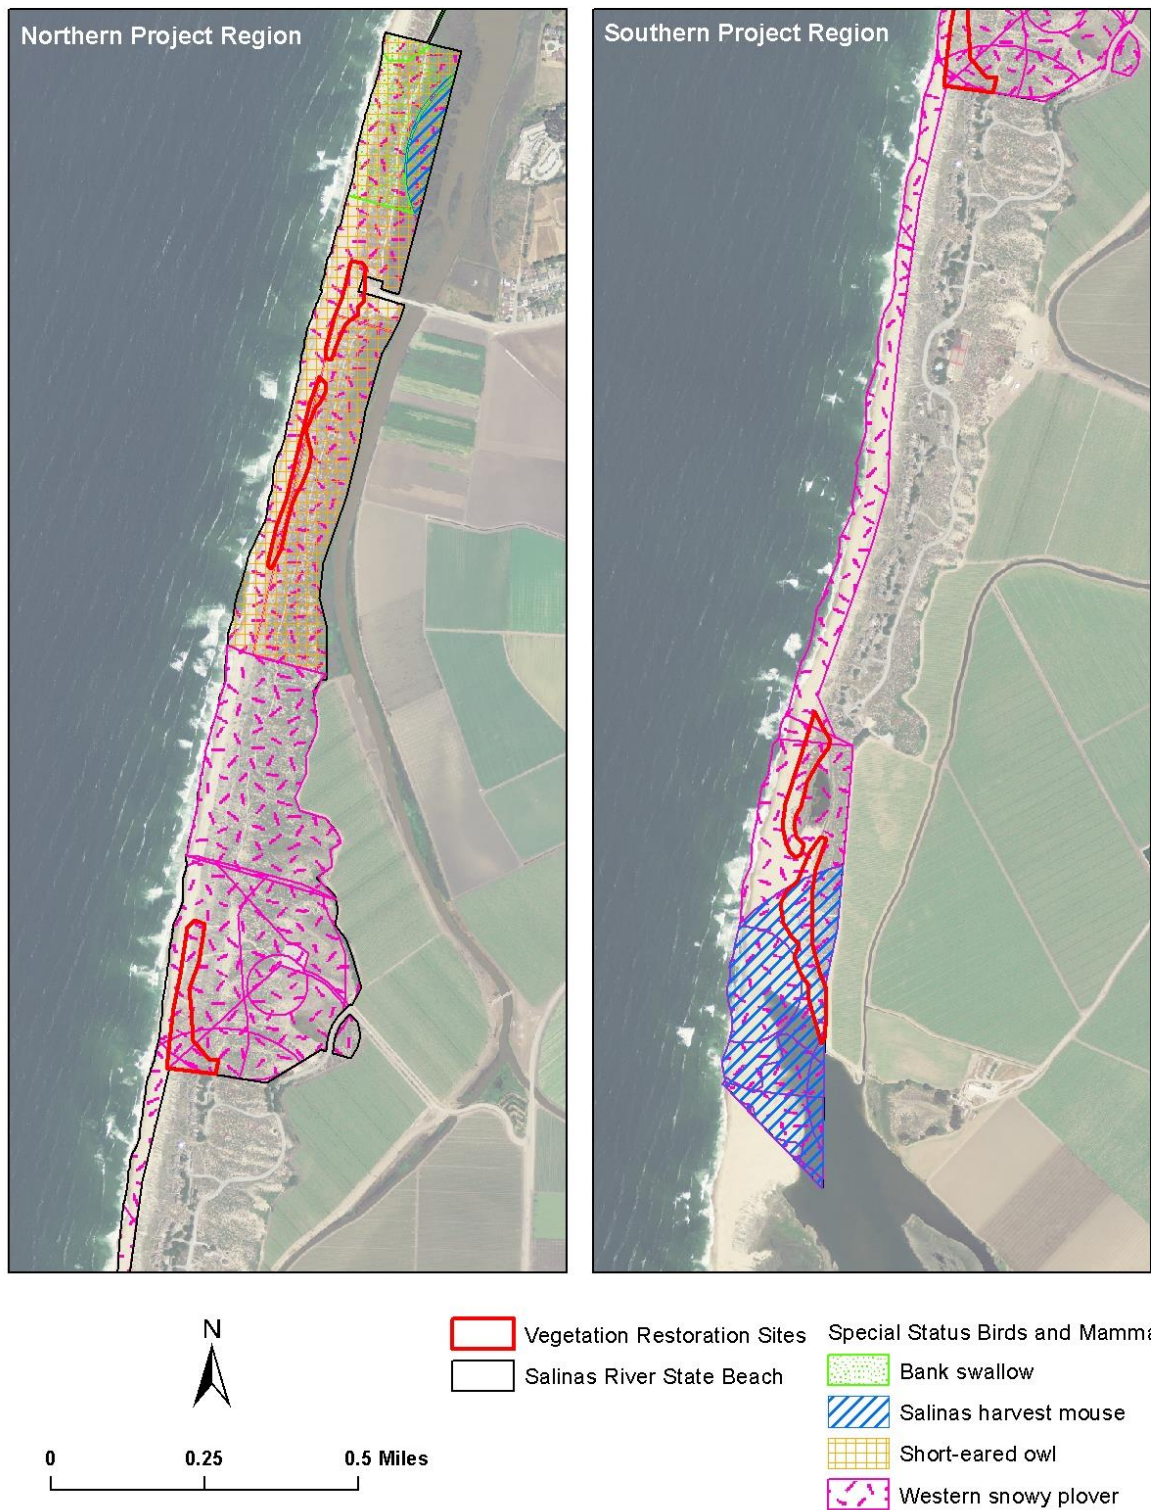 Northern Project Region
Southern Project Region
N
0 0.25 0.5 Miles
Vegetation Restoration Sites
Salinas River State Beach
Special Status Birds and Mamma
Bank swallow
Salinas harvest mouse
Short-eared owl
Western snowy plover